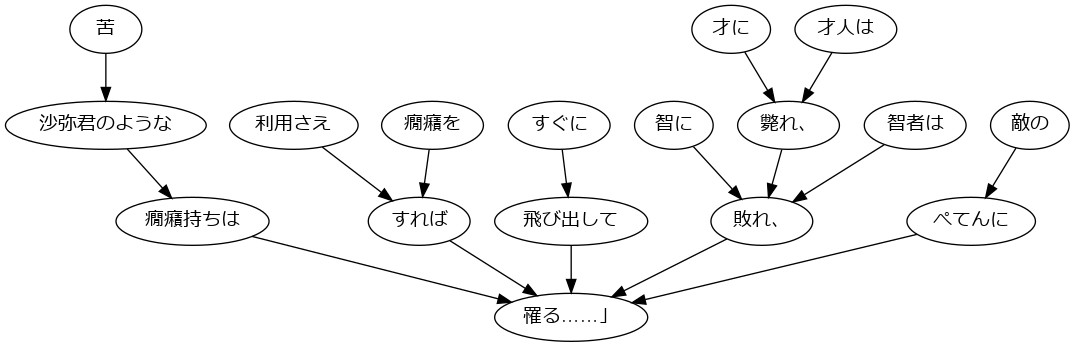 苦
才に
才人は
沙弥君のような
利用さえ
癇癪を
すぐに
智に
斃れ、
智者は
敵の
癇癪持ちは
すれば
飛び出して
敗れ、
ぺてんに
罹る……」